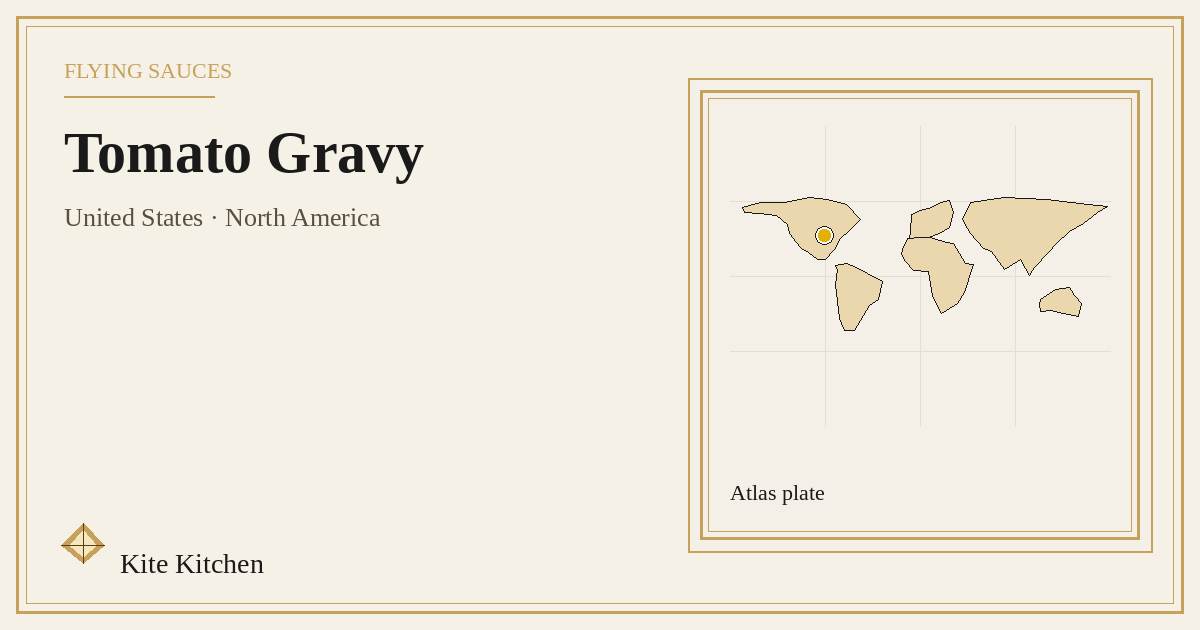 FLYING SAUCES
Tomato Gravy
United States · North America
Atlas plate
Kite Kitchen